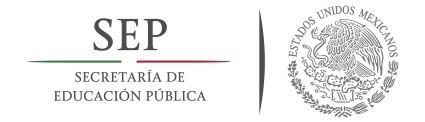 SEP
SECRETARÍA DE
EDUCACIÓN PÚBLICA
ESTADOS UNIDOS MEXICANOS